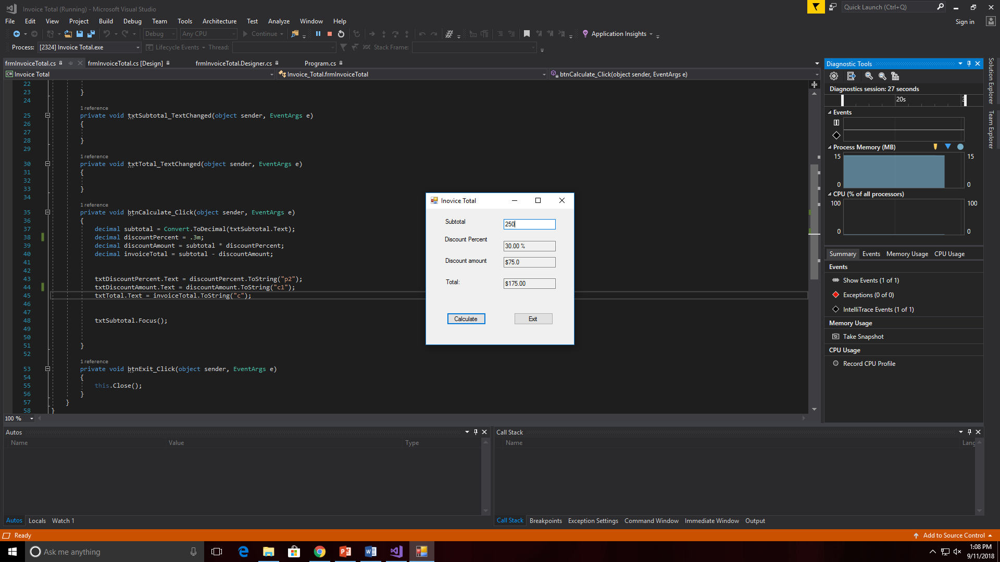 Invoice Total (Running) - Microsoft Visual Studio
Quick Launch (Ctrl+Q)
File Edit View Project Build Debug Team Tools Architecture Test Analyze Window Help
Sign in
Debug Any CPU Continue Application Insights
Process: [2324] Invoice Total.exe Lifecycle Events Thread: Stack Frame:
frmInvoiceTotal.cs frmInvoiceTotal.cs [Design] frmInvoiceTotal.Designer.cs Program.cs
Invoice Total Invoice_Total.frmInvoiceTotal btnCalculate_Click(object sender, EventArgs e)
22
23 }
24
1 reference
25 private void txtSubtotal_TextChanged(object sender, EventArgs e)
26 {
27
28 }
29
1 reference
30 private void txtTotal_TextChanged(object sender, EventArgs e)
31 {
32
33 }
34
1 reference
35 private void btnCalculate_Click(object sender, EventArgs e)
36 {
37 decimal subtotal = Convert.ToDecimal(txtSubtotal.Text);
38 decimal discountPercent = .3m;
39 decimal discountAmount = subtotal * discountPercent;
40 decimal invoiceTotal = subtotal - discountAmount;
41
42
43 txtDiscountPercent.Text = discountPercent.ToString("p2");
44 txtDiscountAmount.Text = discountAmount.ToString("c1");
45 txtTotal.Text = invoiceTotal.ToString("c");
46
47
48 txtSubtotal.Focus();
49
50
51 }
52
1 reference
53 private void btnExit_Click(object sender, EventArgs e)
54 {
55 this.Close();
56 }
57 }
58 }
100 %
Inovice Total
Subtotal 250
Discount Percent 30.00 %
Discount amount $75.0
Total: $175.00
Calculate Exit
Diagnostic Tools
Diagnostics session: 27 seconds
20s
Events
Process Memory (MB)
15 15
0 0
CPU (% of all processors)
100 100
0 0
Summary Events Memory Usage CPU Usage
Events
Show Events (1 of 1)
Exceptions (0 of 0)
IntelliTrace Events (1 of 1)
Memory Usage
Take Snapshot
CPU Usage
Record CPU Profile
Solution Explorer
Team Explorer
Autos
Name Value Type
Autos Locals Watch 1
Call Stack
Name Lang
Call Stack Breakpoints Exception Settings Command Window Immediate Window Output
Ready
Add to Source Control
Ask me anything
1:08 PM
9/11/2018